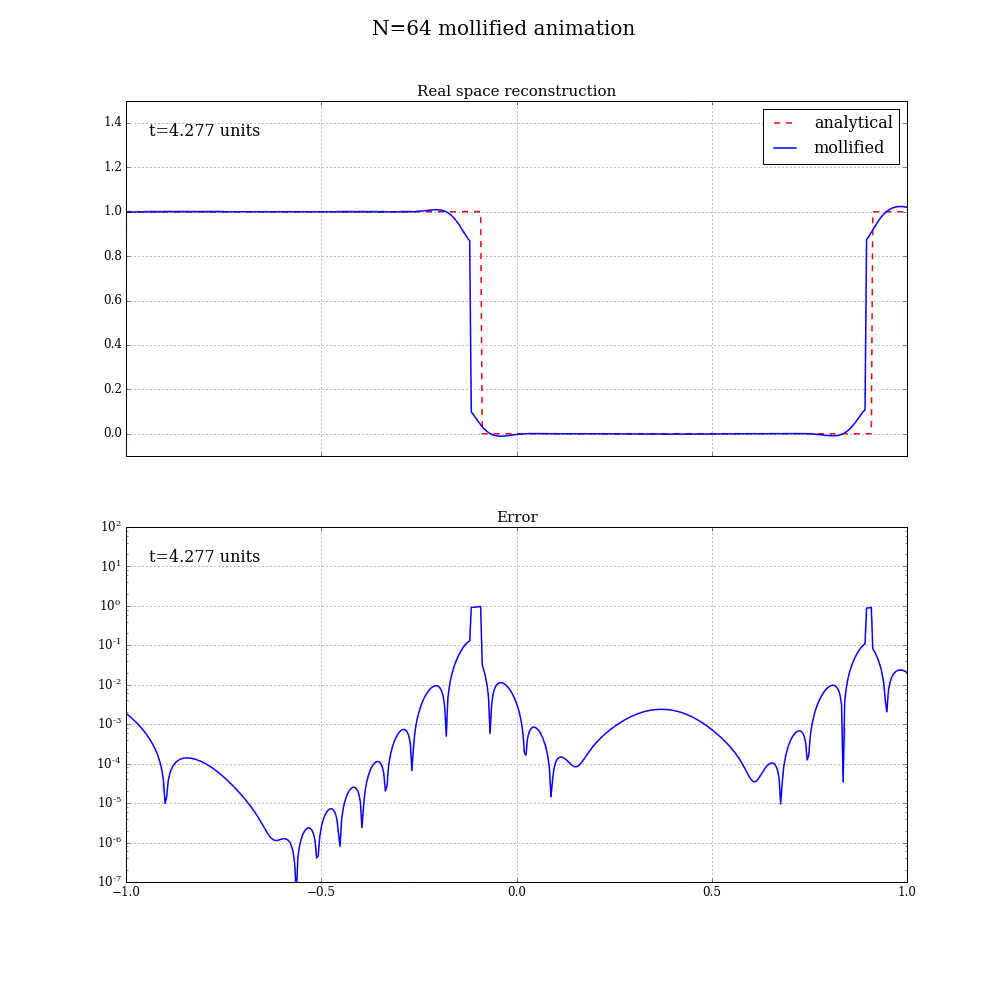 N=64 mollified animation
Real space reconstruction
t=4.277 units
analytical
mollified
1.4
1.2
1.0
0.8
0.6
0.4
0.2
0.0
Error
t=4.277 units
10²
10¹
10⁰
10⁻¹
10⁻²
10⁻³
10⁻⁴
10⁻⁵
10⁻⁶
10⁻⁷
−1.0 −0.5 0.0 0.5 1.0